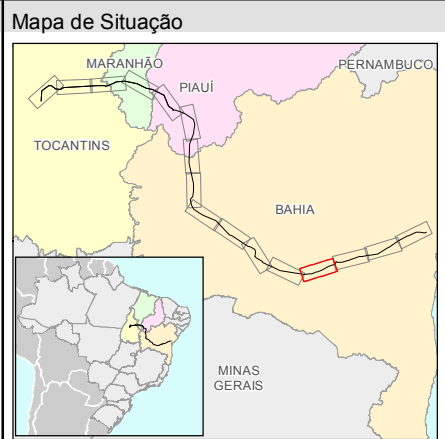 Mapa de Situação
MARANHÃO
PERNAMBUCO
PIAUÍ
TOCANTINS
BAHIA
MINAS
GERAIS